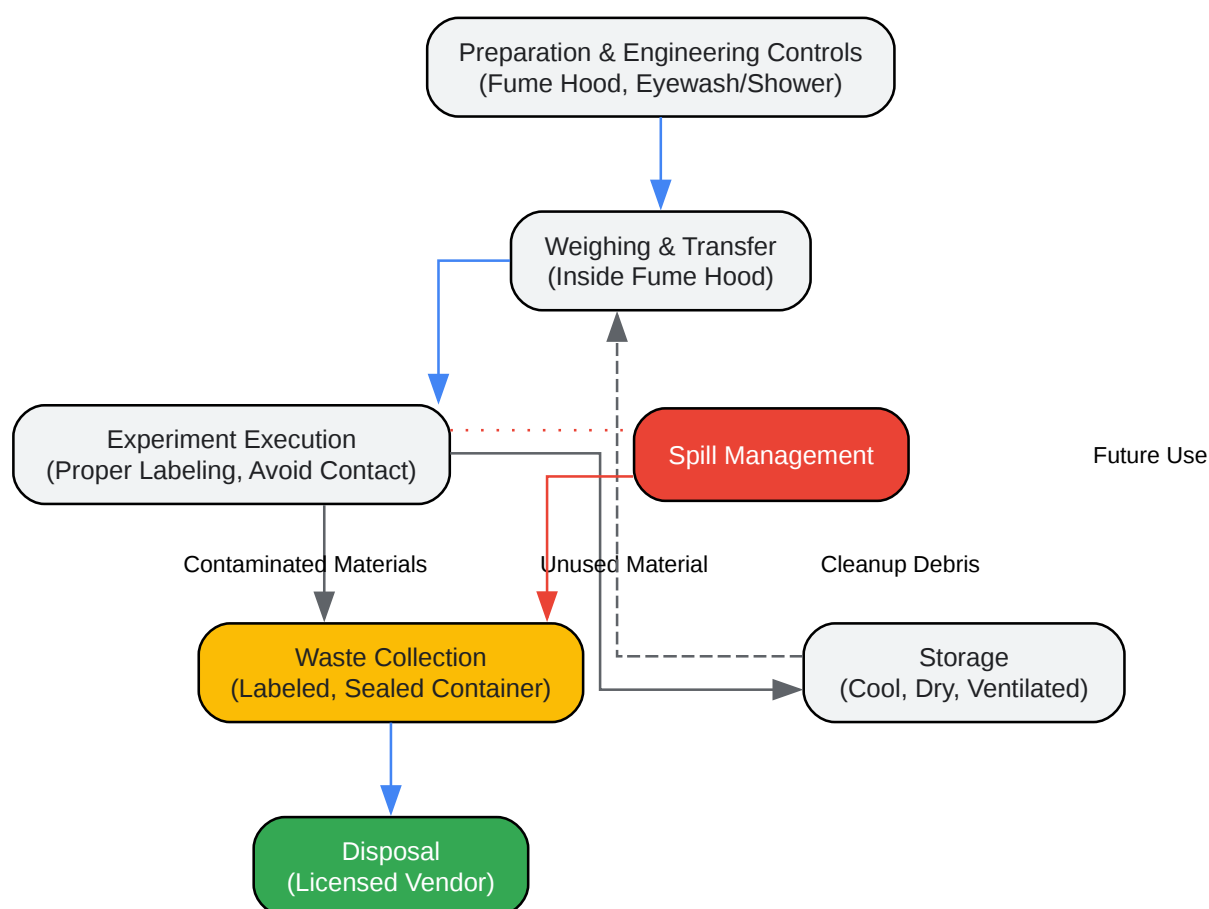 Preparation & Engineering Controls
(Fume Hood, Eyewash/Shower)
Weighing & Transfer
(Inside Fume Hood)
Experiment Execution
(Proper Labeling, Avoid Contact)
Spill Management
Future Use
Contaminated Materials
Unused Material
Cleanup Debris
Waste Collection
(Labeled, Sealed Container)
Storage
(Cool, Dry, Ventilated)
Disposal
(Licensed Vendor)